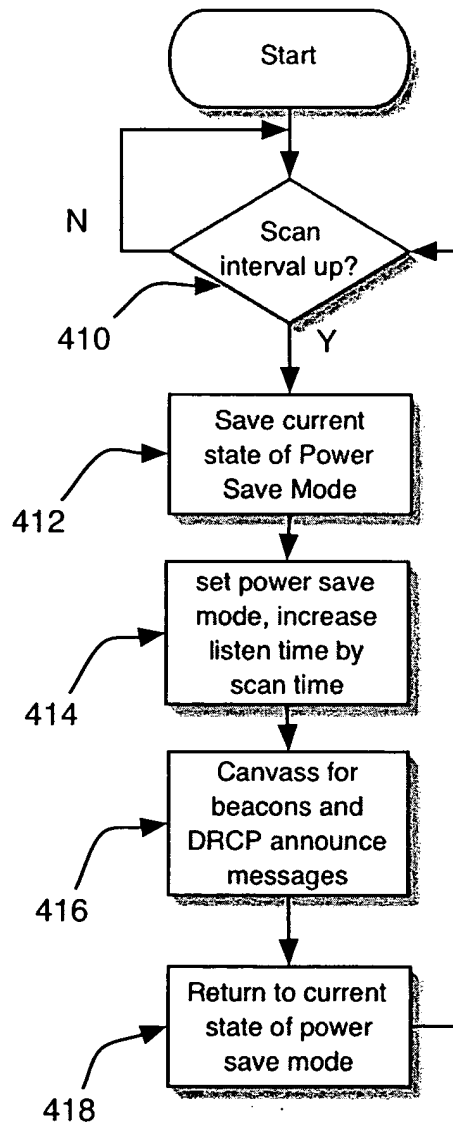 Start
N
Scan
interval up?
410
Y
Save current
state of Power
Save Mode
412
set power save
mode, increase
listen time by
scan time
414
Canvass for
beacons and
DRCP announce
messages
416
Return to current
state of power
save mode
418